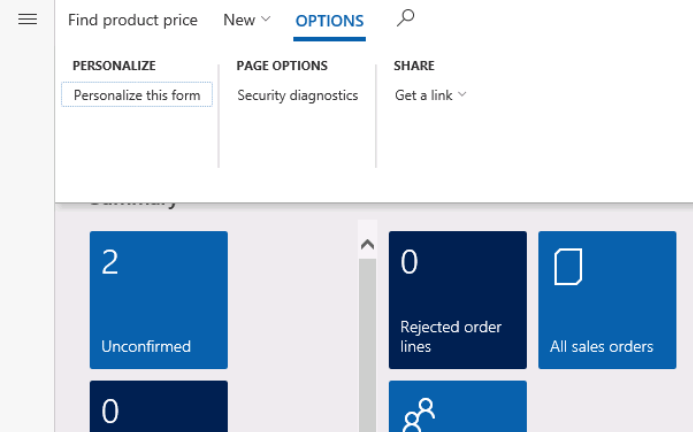 Find product price New OPTIONS
PERSONALIZE PAGE OPTIONS SHARE
Personalize this form Security diagnostics Get a link
Summary
2 0
Rejected order
Unconfirmed lines All sales orders
0